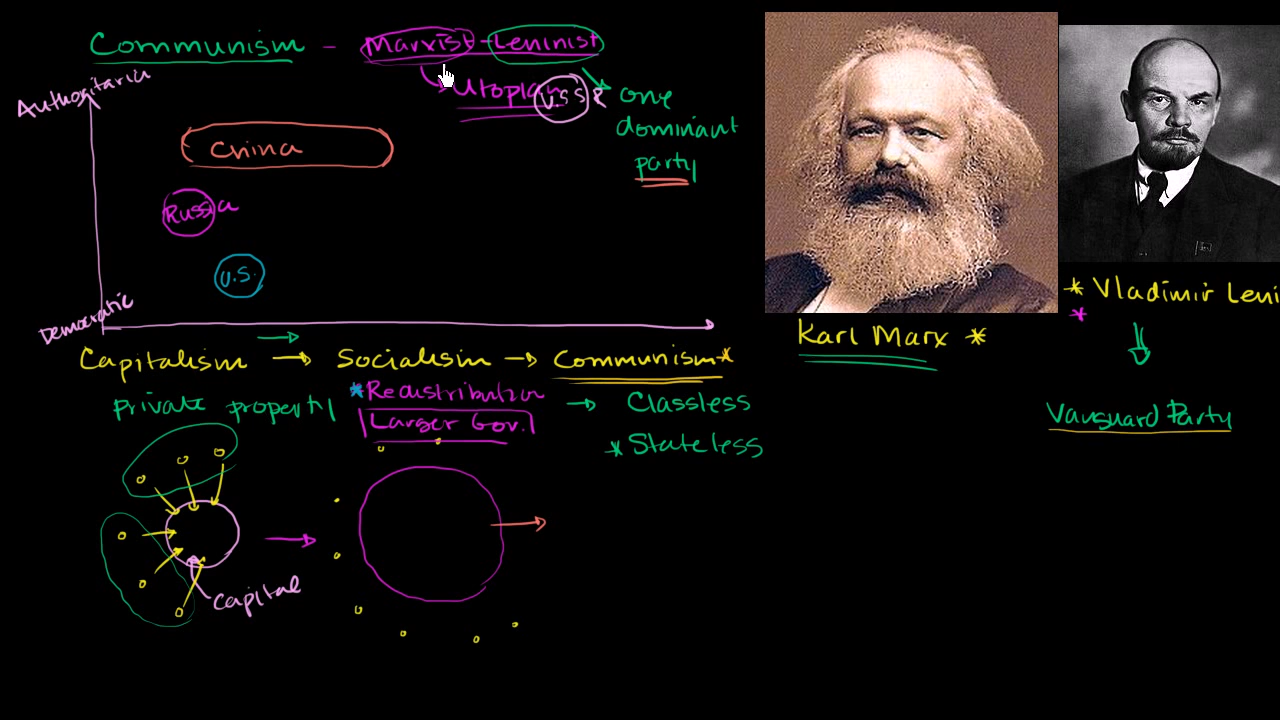 Communism - Marxist-Leninist
Utopian
U.S.S.R
one
dominant
party
Authoritarian
China
Russia
U.S.
Democratic
Capitalism → Socialism → Communism*
private property
*Redistribution
Larger Gov.
→ Classless
*Stateless
Capital
Karl Marx *
* Vladimir Leni
*
Vanguard Party